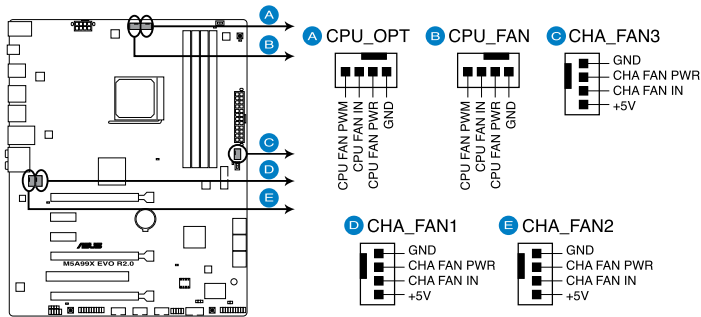 A
B
C
D
E
/ISUS
M5A99X EVO R2.0
A CPU_OPT
CPU FAN PWM
CPU FAN IN
CPU FAN PWR
GND
B CPU_FAN
CPU FAN PWM
CPU FAN IN
CPU FAN PWR
GND
C CHA_FAN3
GND
CHA FAN PWR
CHA FAN IN
+5V
D CHA_FAN1
GND
CHA FAN PWR
CHA FAN IN
+5V
E CHA_FAN2
GND
CHA FAN PWR
CHA FAN IN
+5V